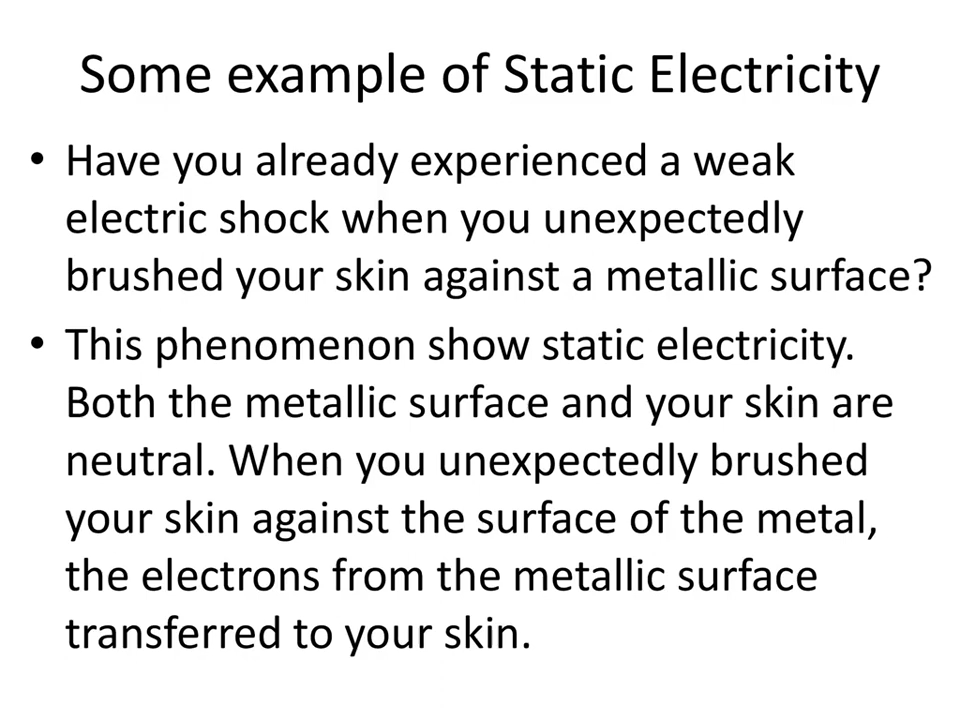 Some example of Static Electricity
• Have you already experienced a weak
electric shock when you unexpectedly
brushed your skin against a metallic surface?
• This phenomenon show static electricity.
Both the metallic surface and your skin are
neutral. When you unexpectedly brushed
your skin against the surface of the metal,
the electrons from the metallic surface
transferred to your skin.